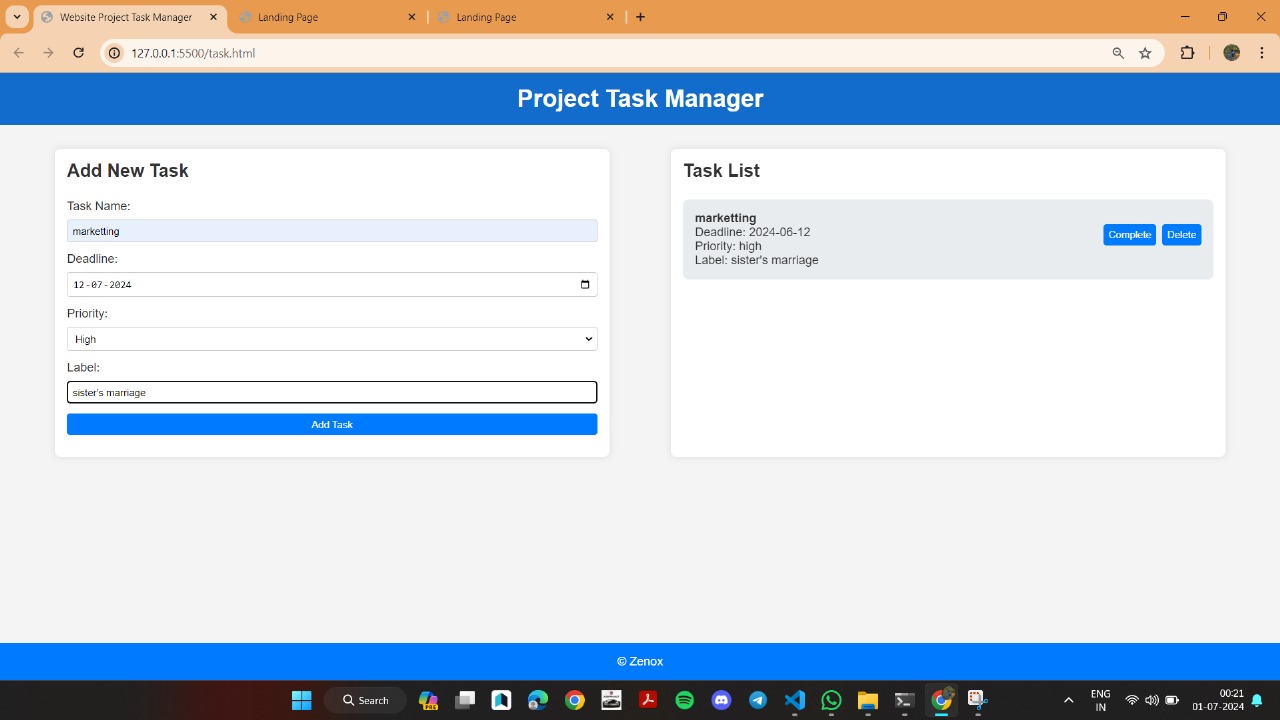 Website Project Task Manager
Landing Page
Landing Page
127.0.0.1:5500/task.html
Project Task Manager
Add New Task
Task Name:
marketting
Deadline:
12-07-2024
Priority:
High
Label:
sister's marriage
Add Task
Task List
marketting
Deadline: 2024-06-12
Priority: high
Label: sister's marriage
Complete
Delete
© Zenox
Search
ENG
IN
00:21
01-07-2024